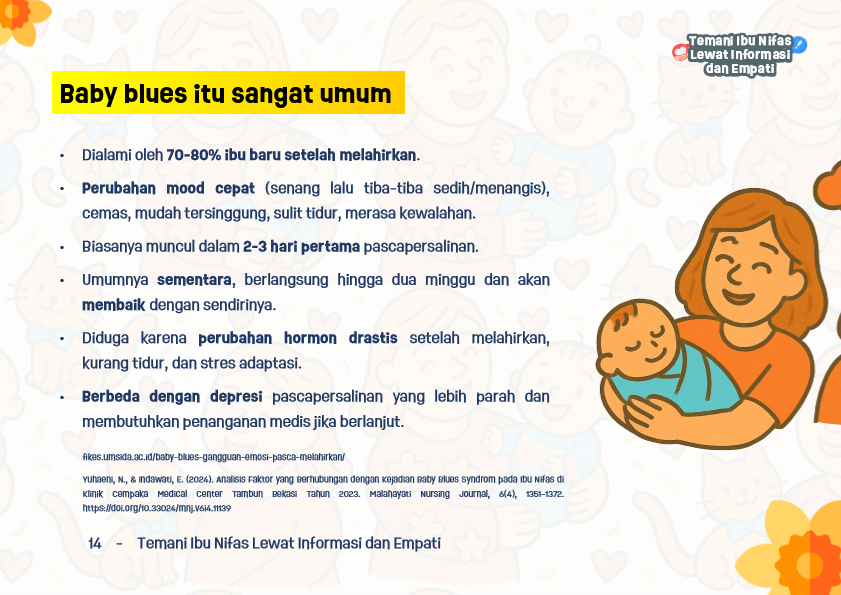 Temani Ibu Nifas
Lewat Informasi
dan Empati
Baby blues itu sangat umum
• Dialami oleh 70-80% ibu baru setelah melahirkan.
• Perubahan mood cepat (senang lalu tiba-tiba sedih/menangis),
cemas, mudah tersinggung, sulit tidur, merasa kewalahan.
• Biasanya muncul dalam 2-3 hari pertama pascapersalinan.
• Umumnya sementara, berlangsung hingga dua minggu dan akan
membaik dengan sendirinya.
• Diduga karena perubahan hormon drastis setelah melahirkan,
kurang tidur, dan stres adaptasi.
• Berbeda dengan depresi pascapersalinan yang lebih parah dan
membutuhkan penanganan medis jika berlanjut.
fikes.umsida.ac.id/baby-blues-gangguan-emosi-pasca-melahirkan/
Yuhaeni, N., & Indawati, E. (2024). Analisis Faktor yang Berhubungan dengan Kejadian Baby Blues Syndrom pada Ibu Nifas di
Klinik Cempaka Medical Center Tambun Bekasi Tahun 2023. Malahayati Nursing Journal, 6(4), 1351–1372.
https://doi.org/10.33024/mnj.v6i4.11139
14 - Temani Ibu Nifas Lewat Informasi dan Empati